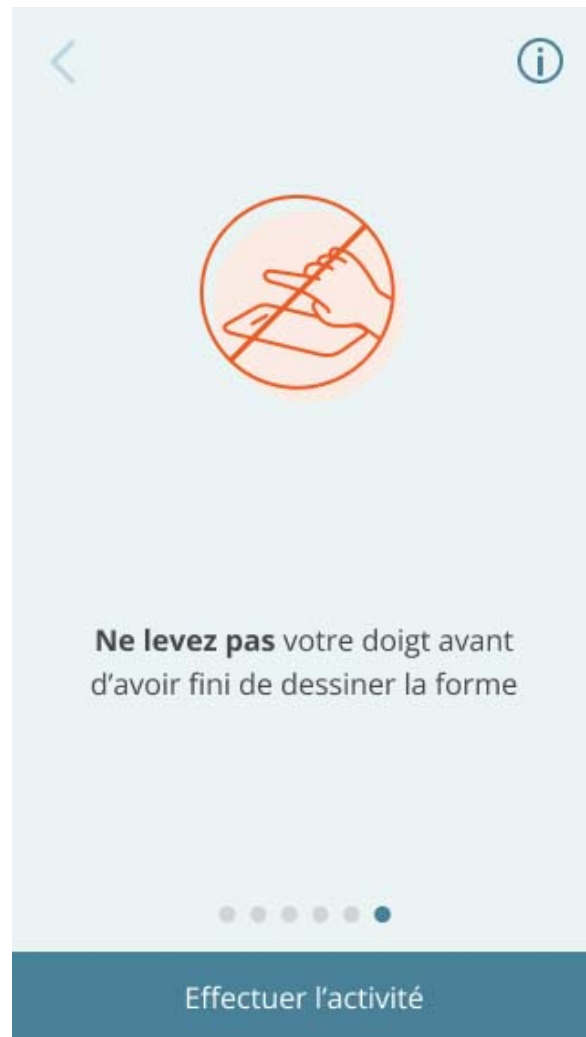 Ne levez pas votre doigt avant
d’avoir fini de dessiner la forme
Effectuer l’activité